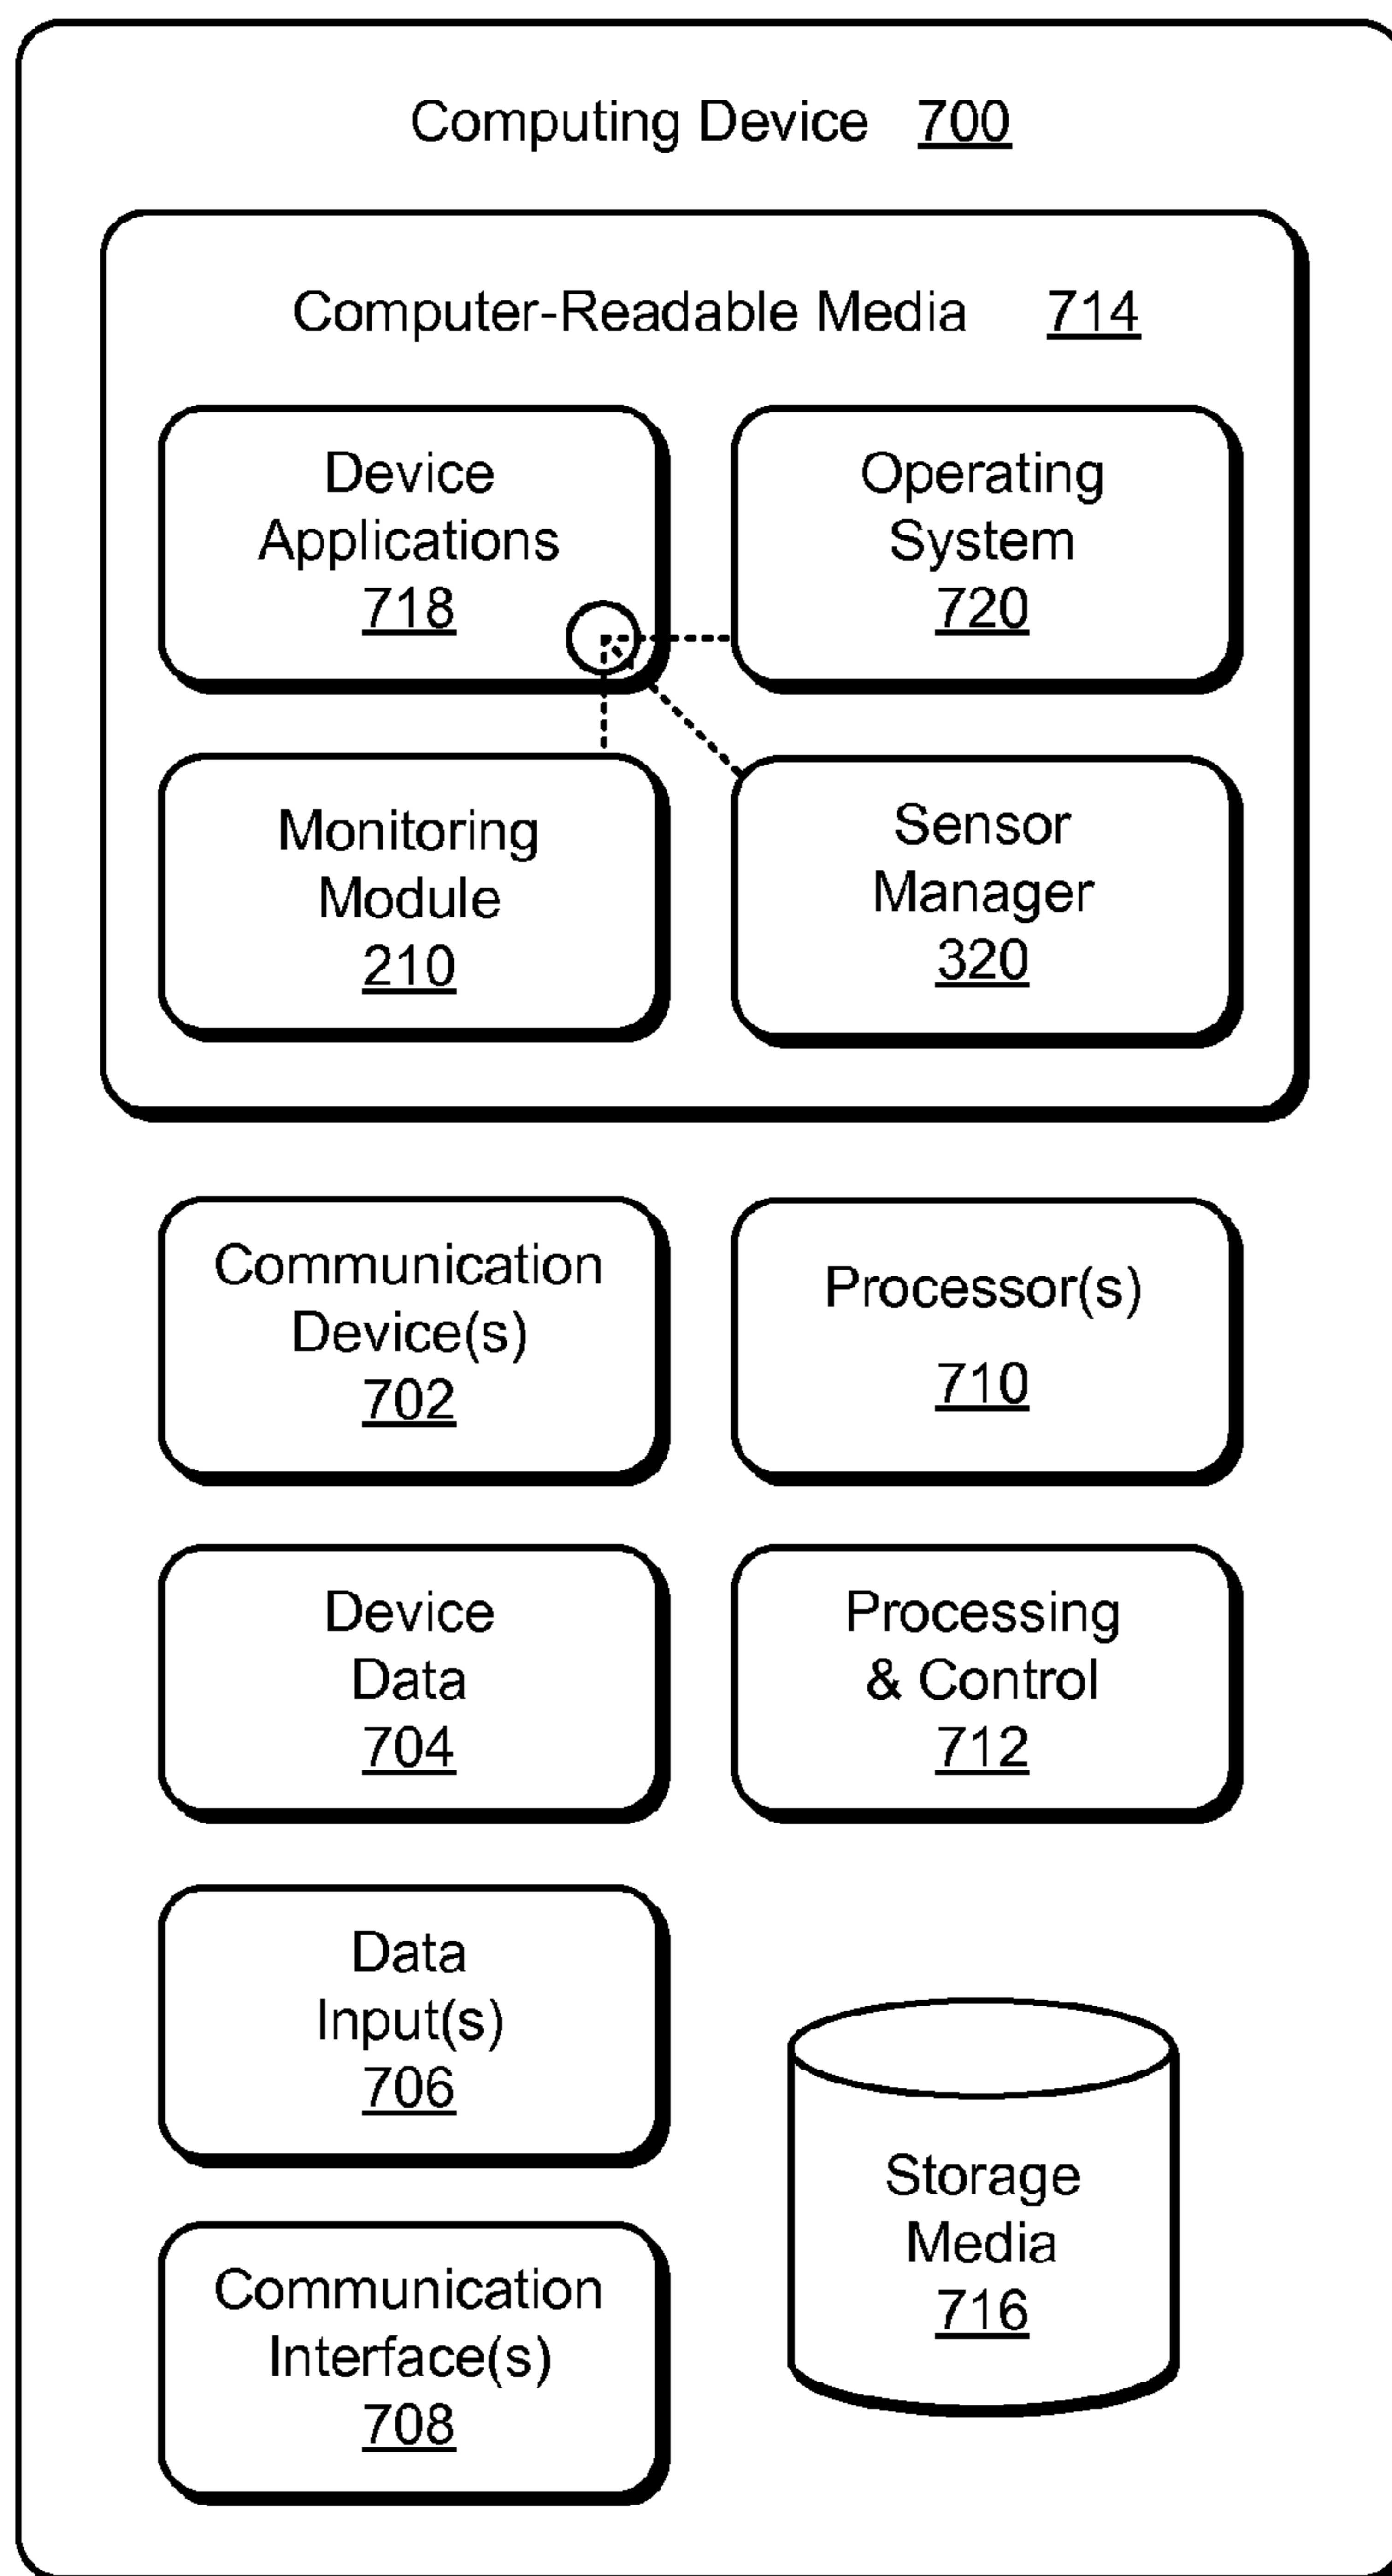 Computing Device 700
Computer-Readable Media 714
Device
Applications
718
Operating
System
720
Monitoring
Module
210
Sensor
Manager
320
Communication
Device(s)
702
Processor(s)
710
Device
Data
704
Processing
& Control
712
Data
Input(s)
706
Storage
Media
716
Communication
Interface(s)
708